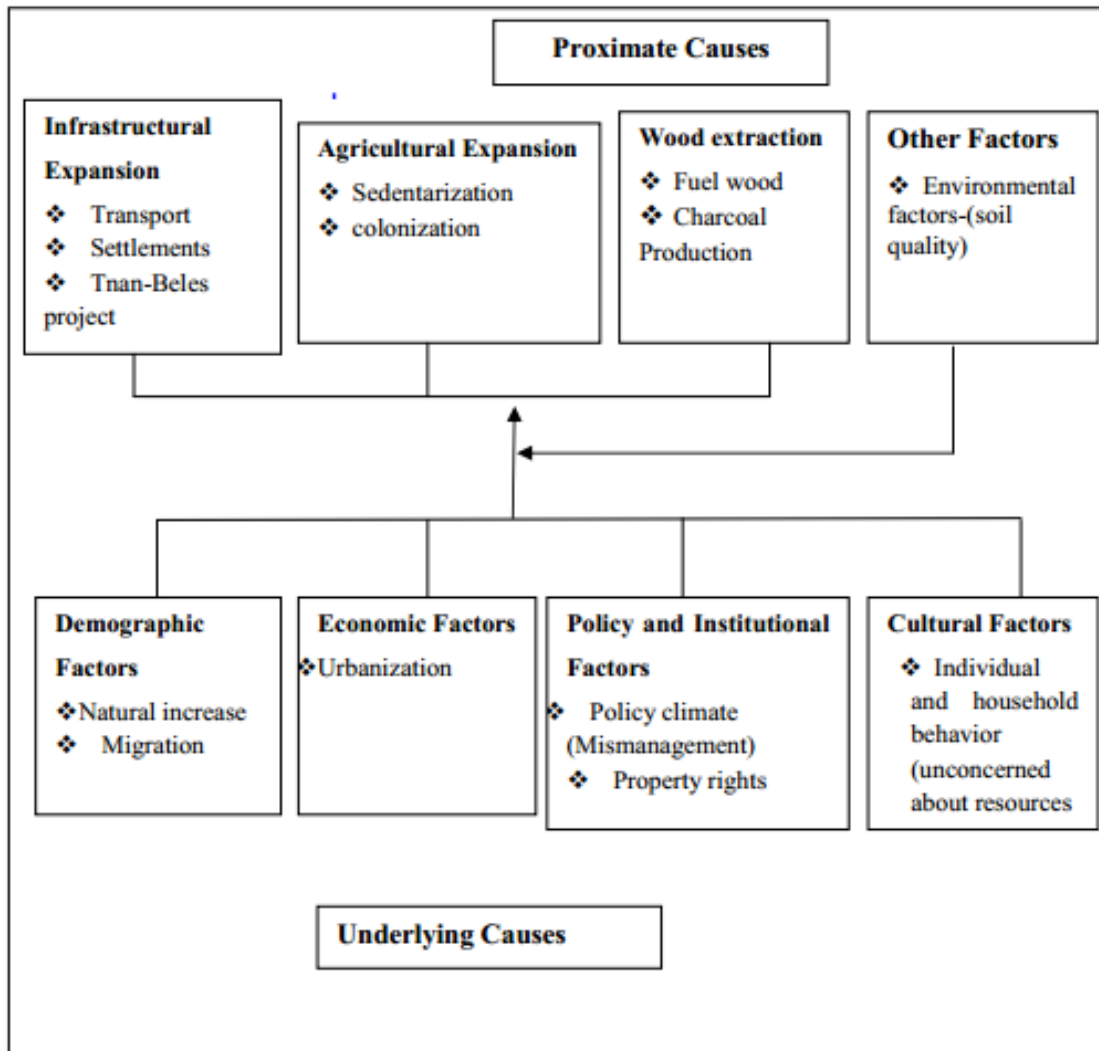 Proximate Causes
Infrastructural
Expansion
❖ Transport
❖ Settlements
❖ Tnan-Beles
project
Agricultural Expansion
❖ Sedentarization
❖ colonization
Wood extraction
❖ Fuel wood
❖ Charcoal
Production
Other Factors
❖ Environmental
factors-(soil
quality)
Demographic
Factors
❖Natural increase
❖ Migration
Economic Factors
❖Urbanization
Policy and Institutional
Factors
❖ Policy climate
(Mismanagement)
❖ Property rights
Cultural Factors
❖ Individual
and household
behavior
(unconcerned
about resources
Underlying Causes